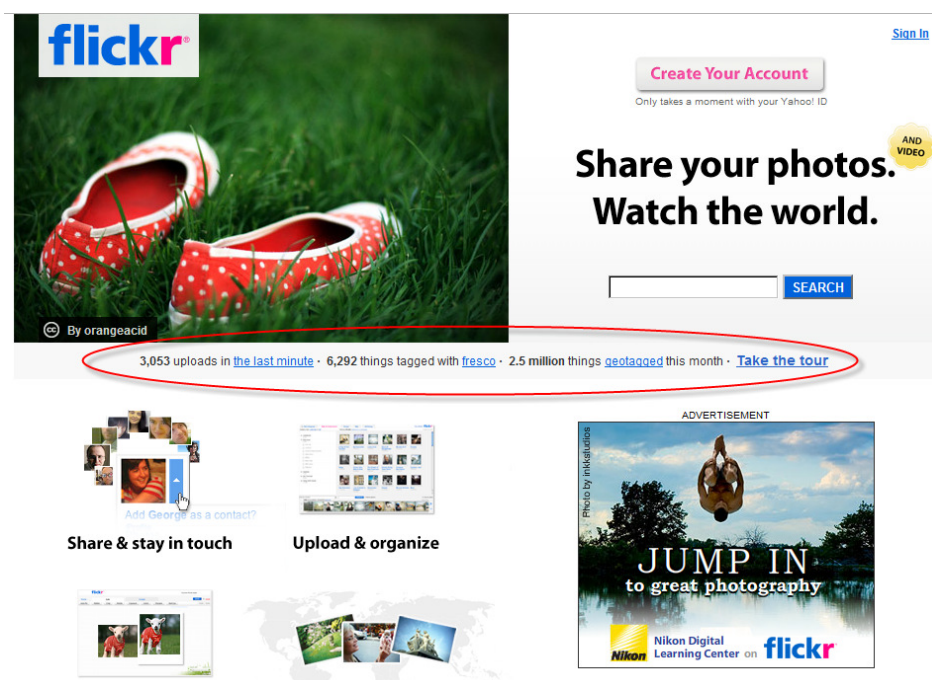 flickr®
Sign In
Create Your Account
Only takes a moment with your Yahoo! ID
AND
VIDEO
Share your photos.
Watch the world.
SEARCH
By orangeacid
3,053 uploads in the last minute · 6,292 things tagged with fresco · 2.5 million things geotagged this month · Take the tour
Add George as a contact?
Share & stay in touch
Upload & organize
ADVERTISEMENT
Photo by inkkstudios
JUMP IN
to great photography
Nikon
Nikon Digital
Learning Center on flickr
flickr